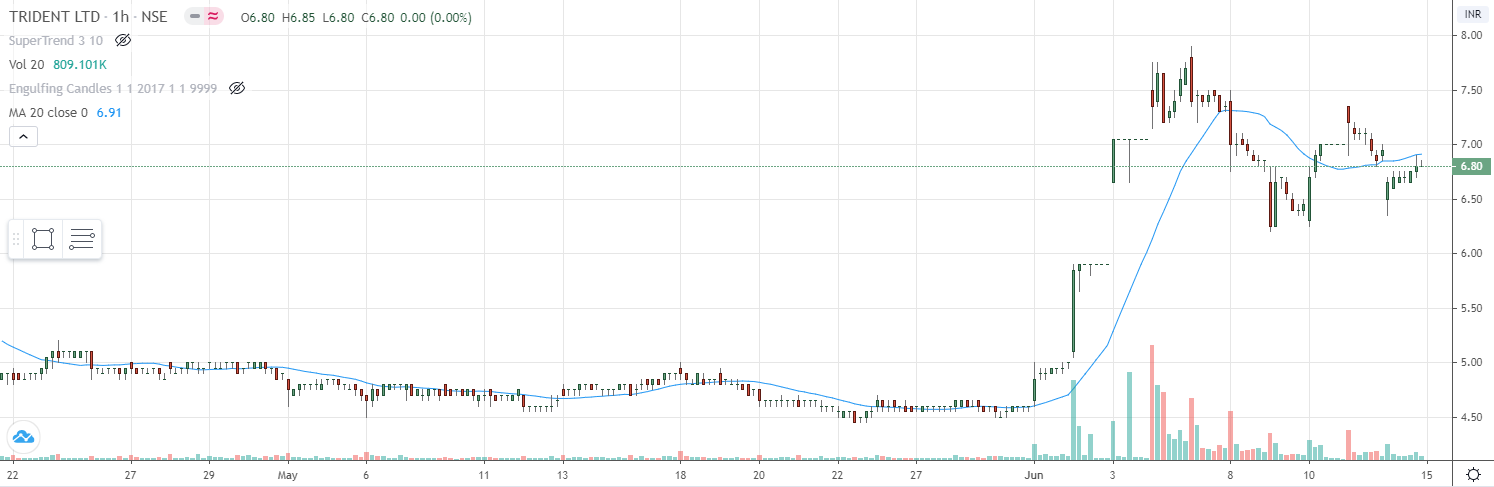 TRIDENT LTD · 1h · NSE O6.80 H6.85 L6.80 C6.80 0.00 (0.00%)
INR
SuperTrend 3 10
Vol 20 809.101K
Engulfing Candles 1 1 2017 1 1 9999
MA 20 close 0 6.91
8.00
7.50
7.00
6.80
6.50
6.00
5.50
5.00
4.50
22 27 29 May 6 11 13 18 20 22 27 Jun 3 8 10 15